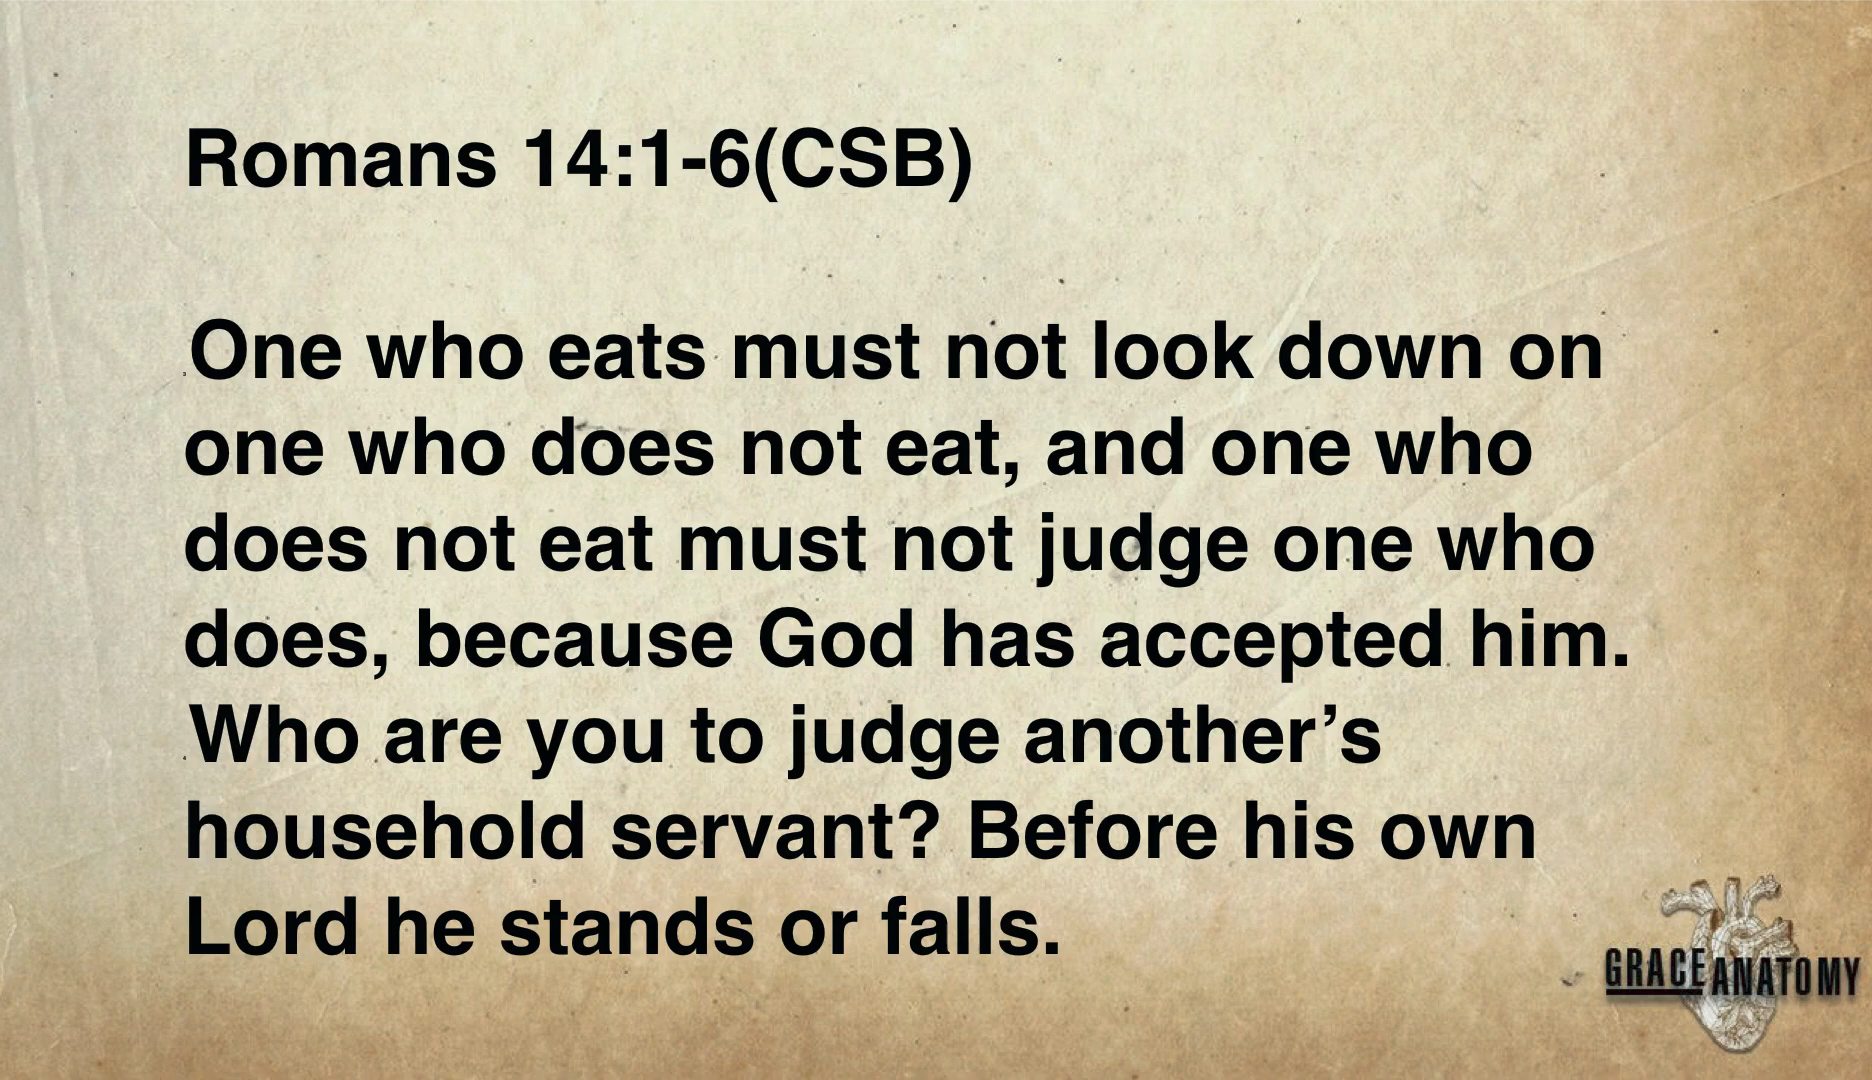 Romans 14:1-6(CSB)
One who eats must not look down on
one who does not eat, and one who
does not eat must not judge one who
does, because God has accepted him.
Who are you to judge another’s
household servant? Before his own
Lord he stands or falls.
GRACE ANATOMY